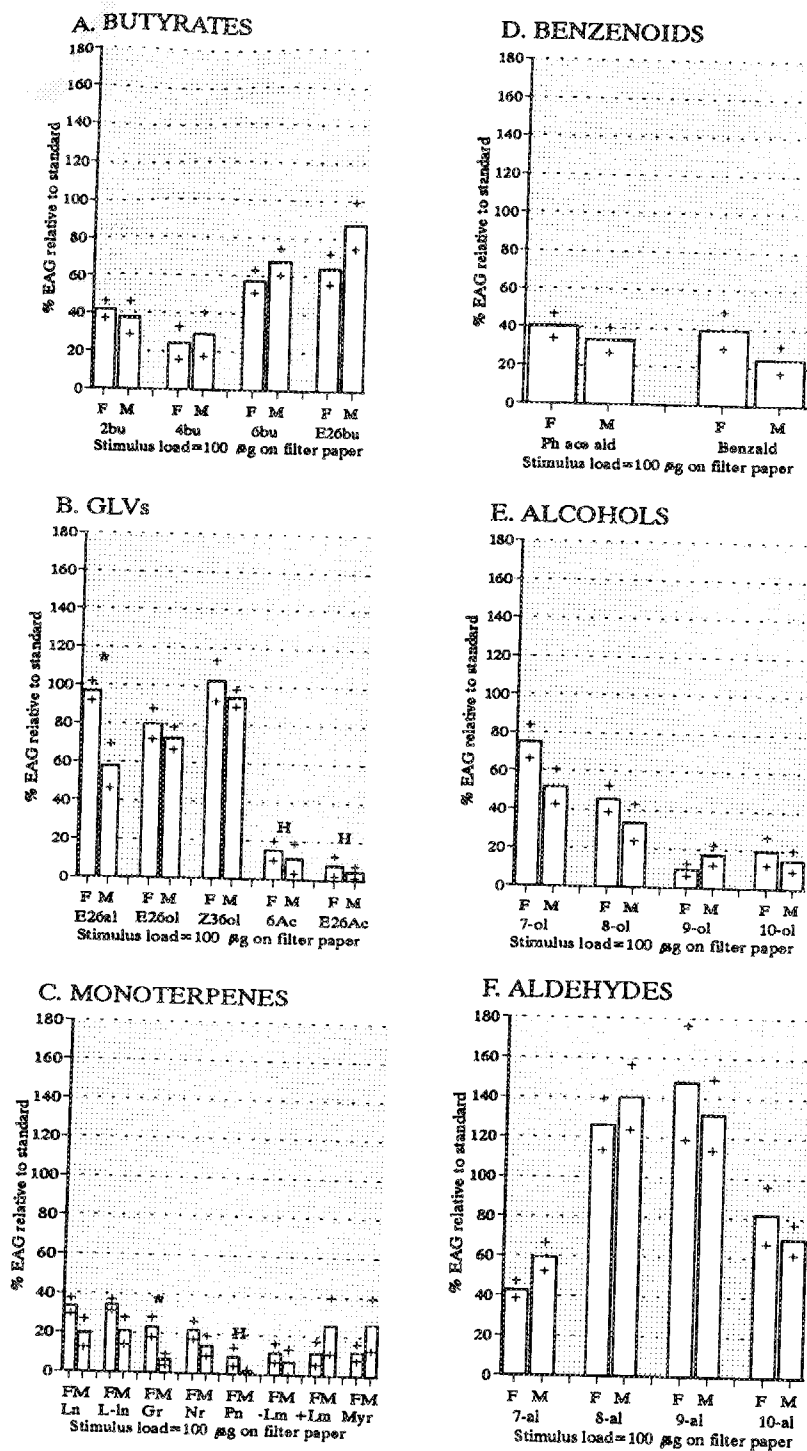 A. BUTYRATES
% EAG relative to standard
180
160
140
120
100
80
60
40
20
0
F M F M F M F M
2bu 4bu 6bu E26bu
Stimulus load=100 µg on filter paper
B. GLVs
% EAG relative to standard
180
160
140
120
100
80
60
40
20
0
*
H H
F M F M F M F M F M
E26al E26ol Z36ol 6Ac E26Ac
Stimulus load=100 µg on filter paper
C. MONOTERPENES
% EAG relative to standard
180
160
140
120
100
80
60
40
20
0
*
H
FM FM FM FM FM FM FM FM
Ln L-ln Gr Nr Pn -Lm +Lm Myr
Stimulus load=100 µg on filter paper
D. BENZENOIDS
% EAG relative to standard
180
160
140
120
100
80
60
40
20
0
F M F M
Ph ace ald Benzald
Stimulus load=100 µg on filter paper
E. ALCOHOLS
% EAG relative to standard
180
160
140
120
100
80
60
40
20
0
F M F M F M F M
7-ol 8-ol 9-ol 10-ol
Stimulus load=100 µg on filter paper
F. ALDEHYDES
% EAG relative to standard
180
160
140
120
100
80
60
40
20
0
F M F M F M F M
7-al 8-al 9-al 10-al
Stimulus load=100 µg on filter paper